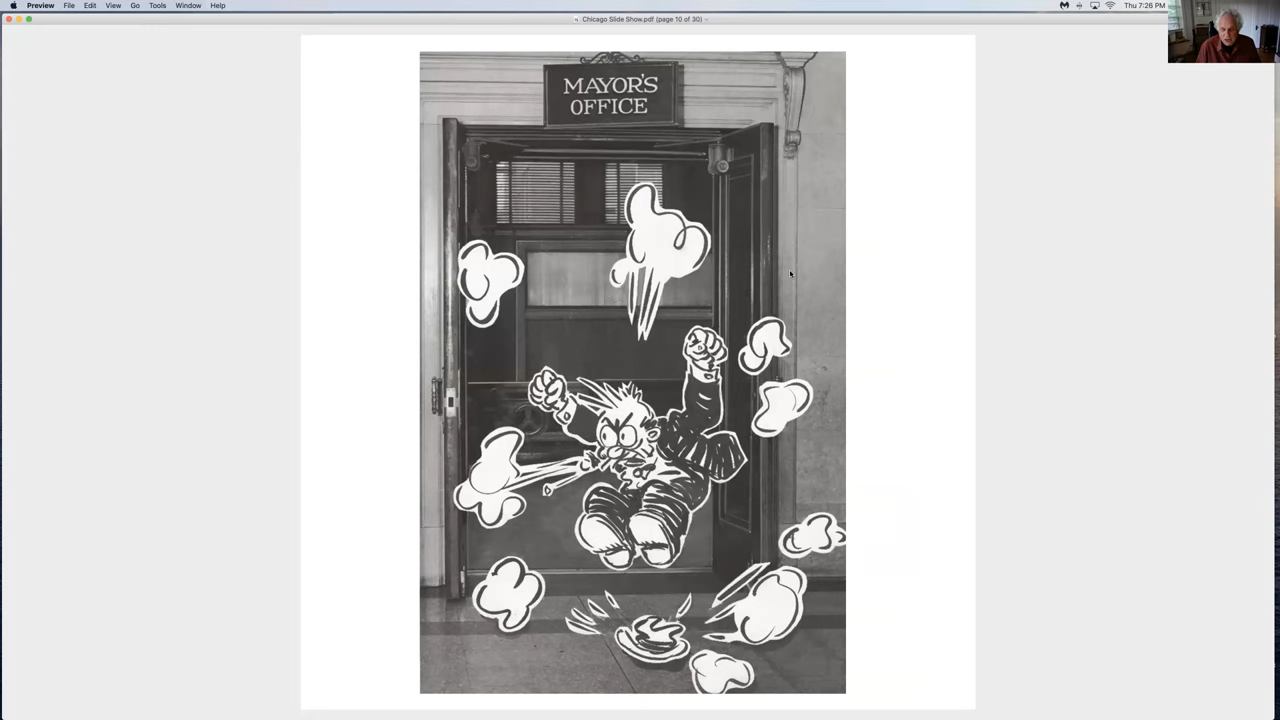 Preview File Edit View Go Tools Window Help
Thu 7:26 PM
Chicago Slide Show.pdf (page 10 of 30)
MAYOR'S
OFFICE